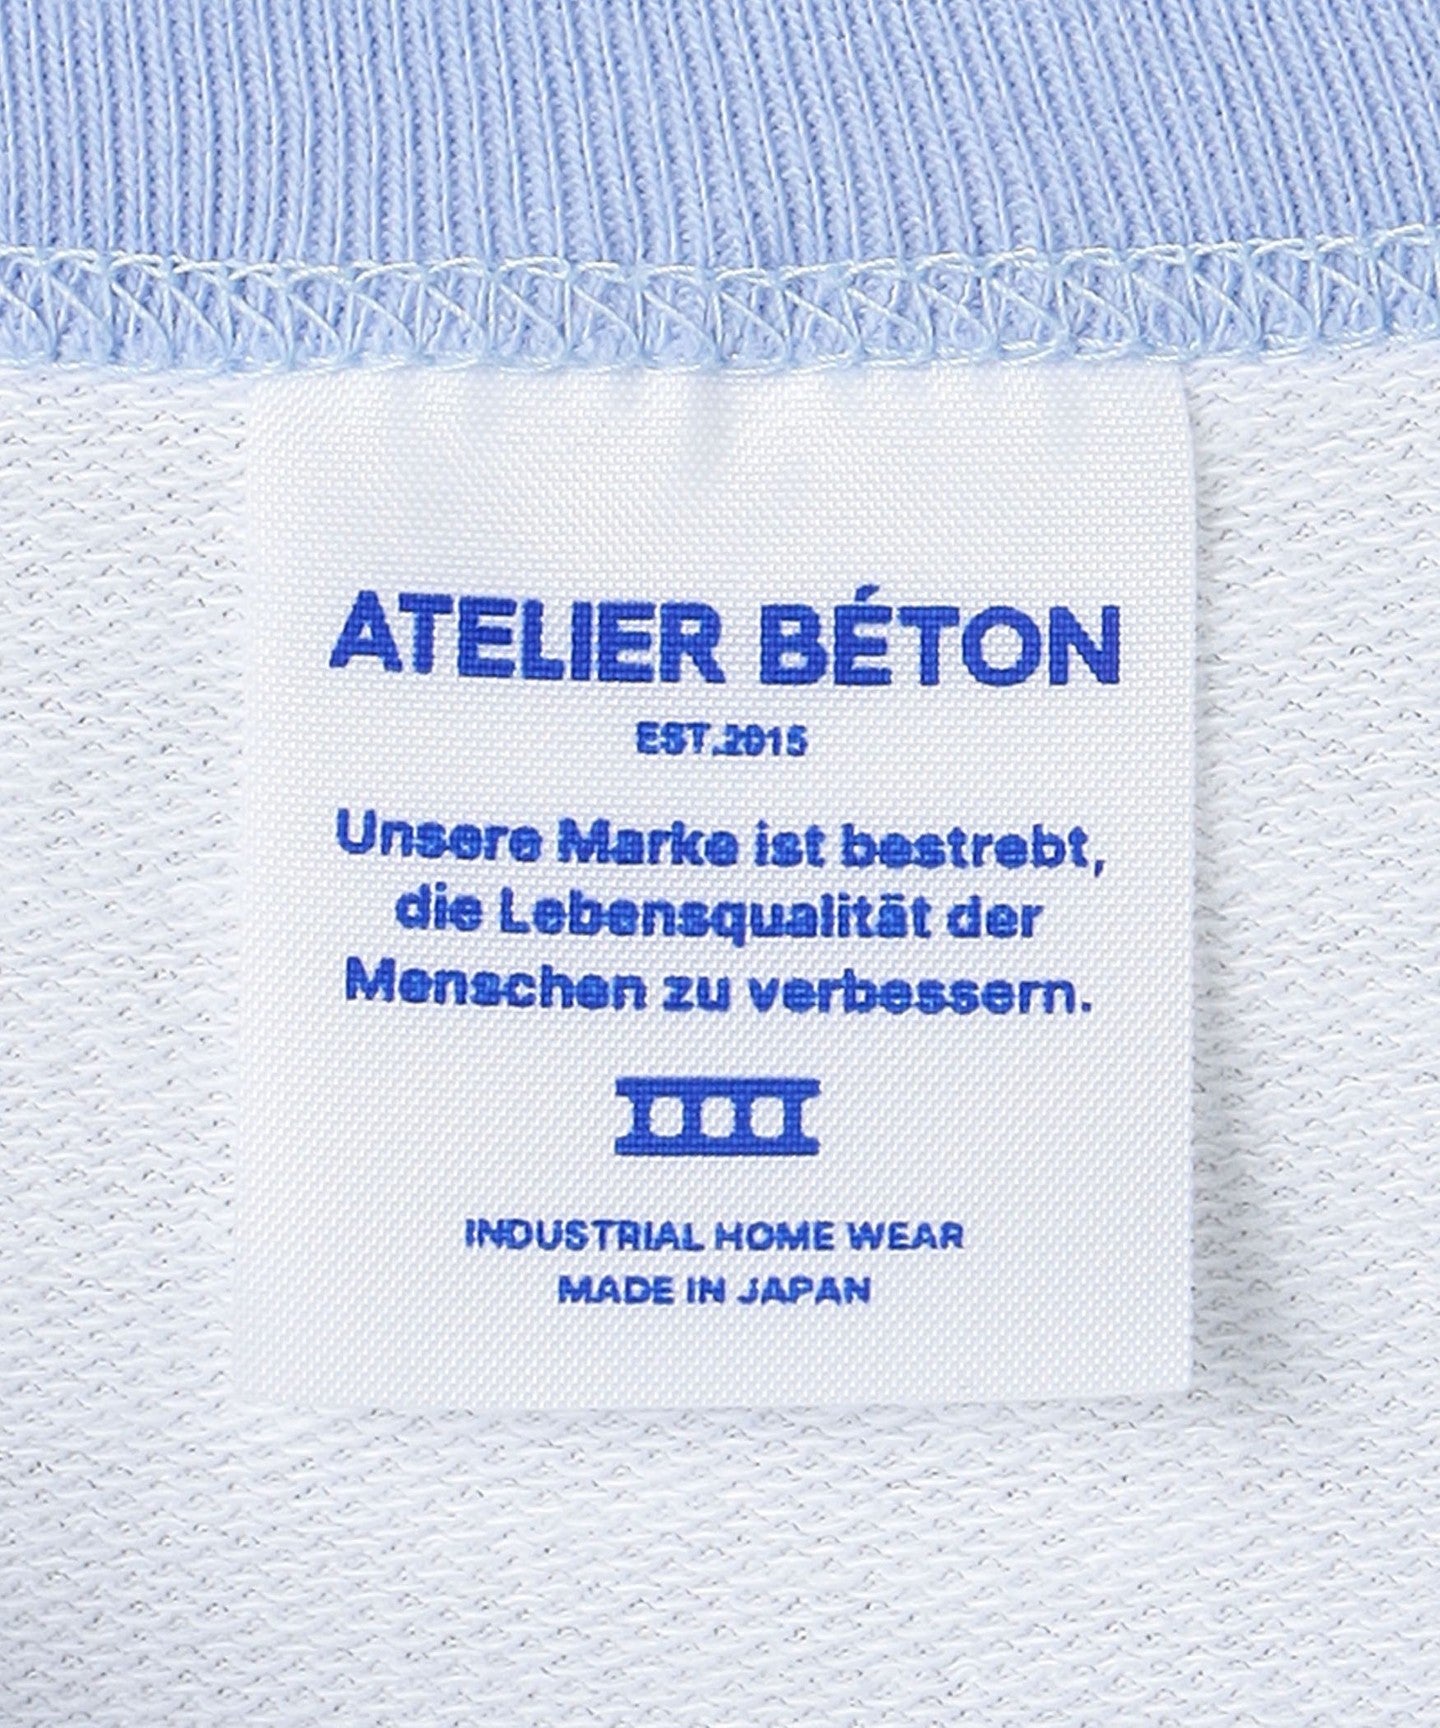 ATELIER BÉTON
EST.2015
Unsere Marke ist bestrebt,
die Lebensqualität der
Menschen zu verbessern.
INDUSTRIAL HOME WEAR
MADE IN JAPAN